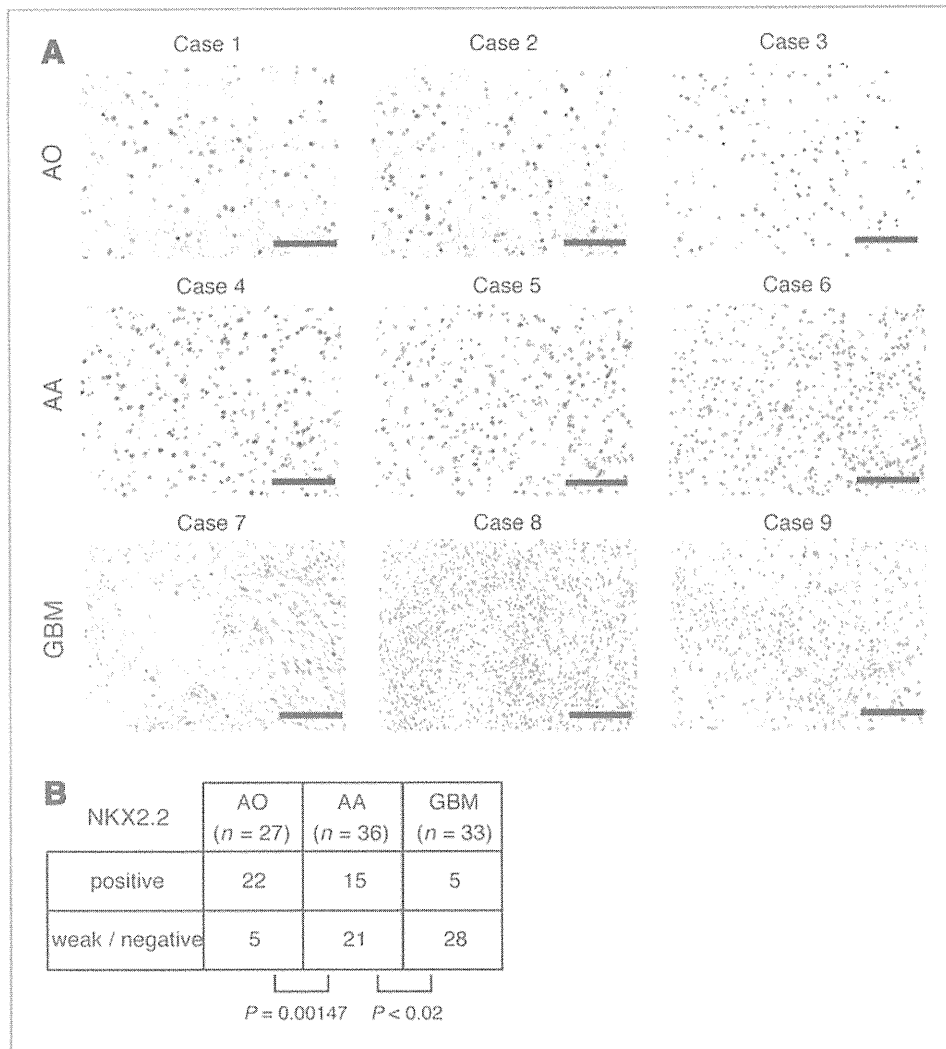 A
Case 1 Case 2 Case 3
AO
Case 4 Case 5 Case 6
AA
Case 7 Case 8 Case 9
GBM
B
NKX2.2 AO (n = 27) AA (n = 36) GBM (n = 33)
positive 22 15 5
weak / negative 5 21 28
P = 0.00147 P < 0.02